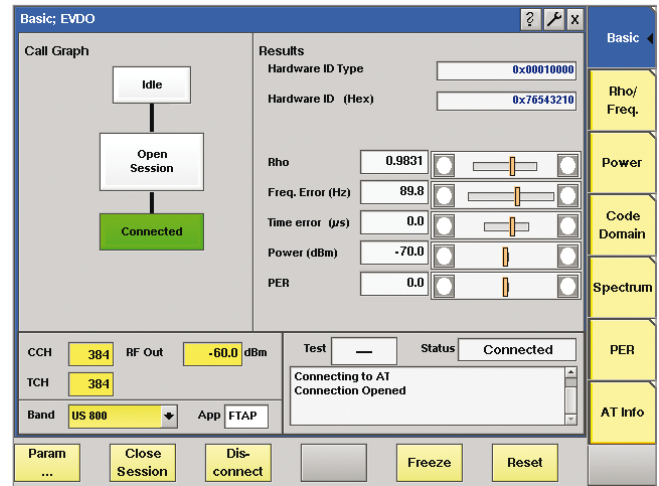 Basic; EVDO
? X
Basic
Call Graph
Results
Idle
Hardware ID Type 0x00010000
Hardware ID (Hex) 0x76543210
Rho/
Freq.
Open
Session
Rho 0.9831
Power
Freq. Error (Hz) 89.8
Connected
Time error (µs) 0.0
Code
Domain
Power (dBm) -70.0
PER 0.0
Spectrum
CCH 384 RF Out -60.0 dBm
Test — Status Connected
PER
TCH 384
Connecting to AT
Connection Opened
Band US 800 App FTAP
AT Info
Param
...
Close
Session
Dis-
connect
Freeze
Reset